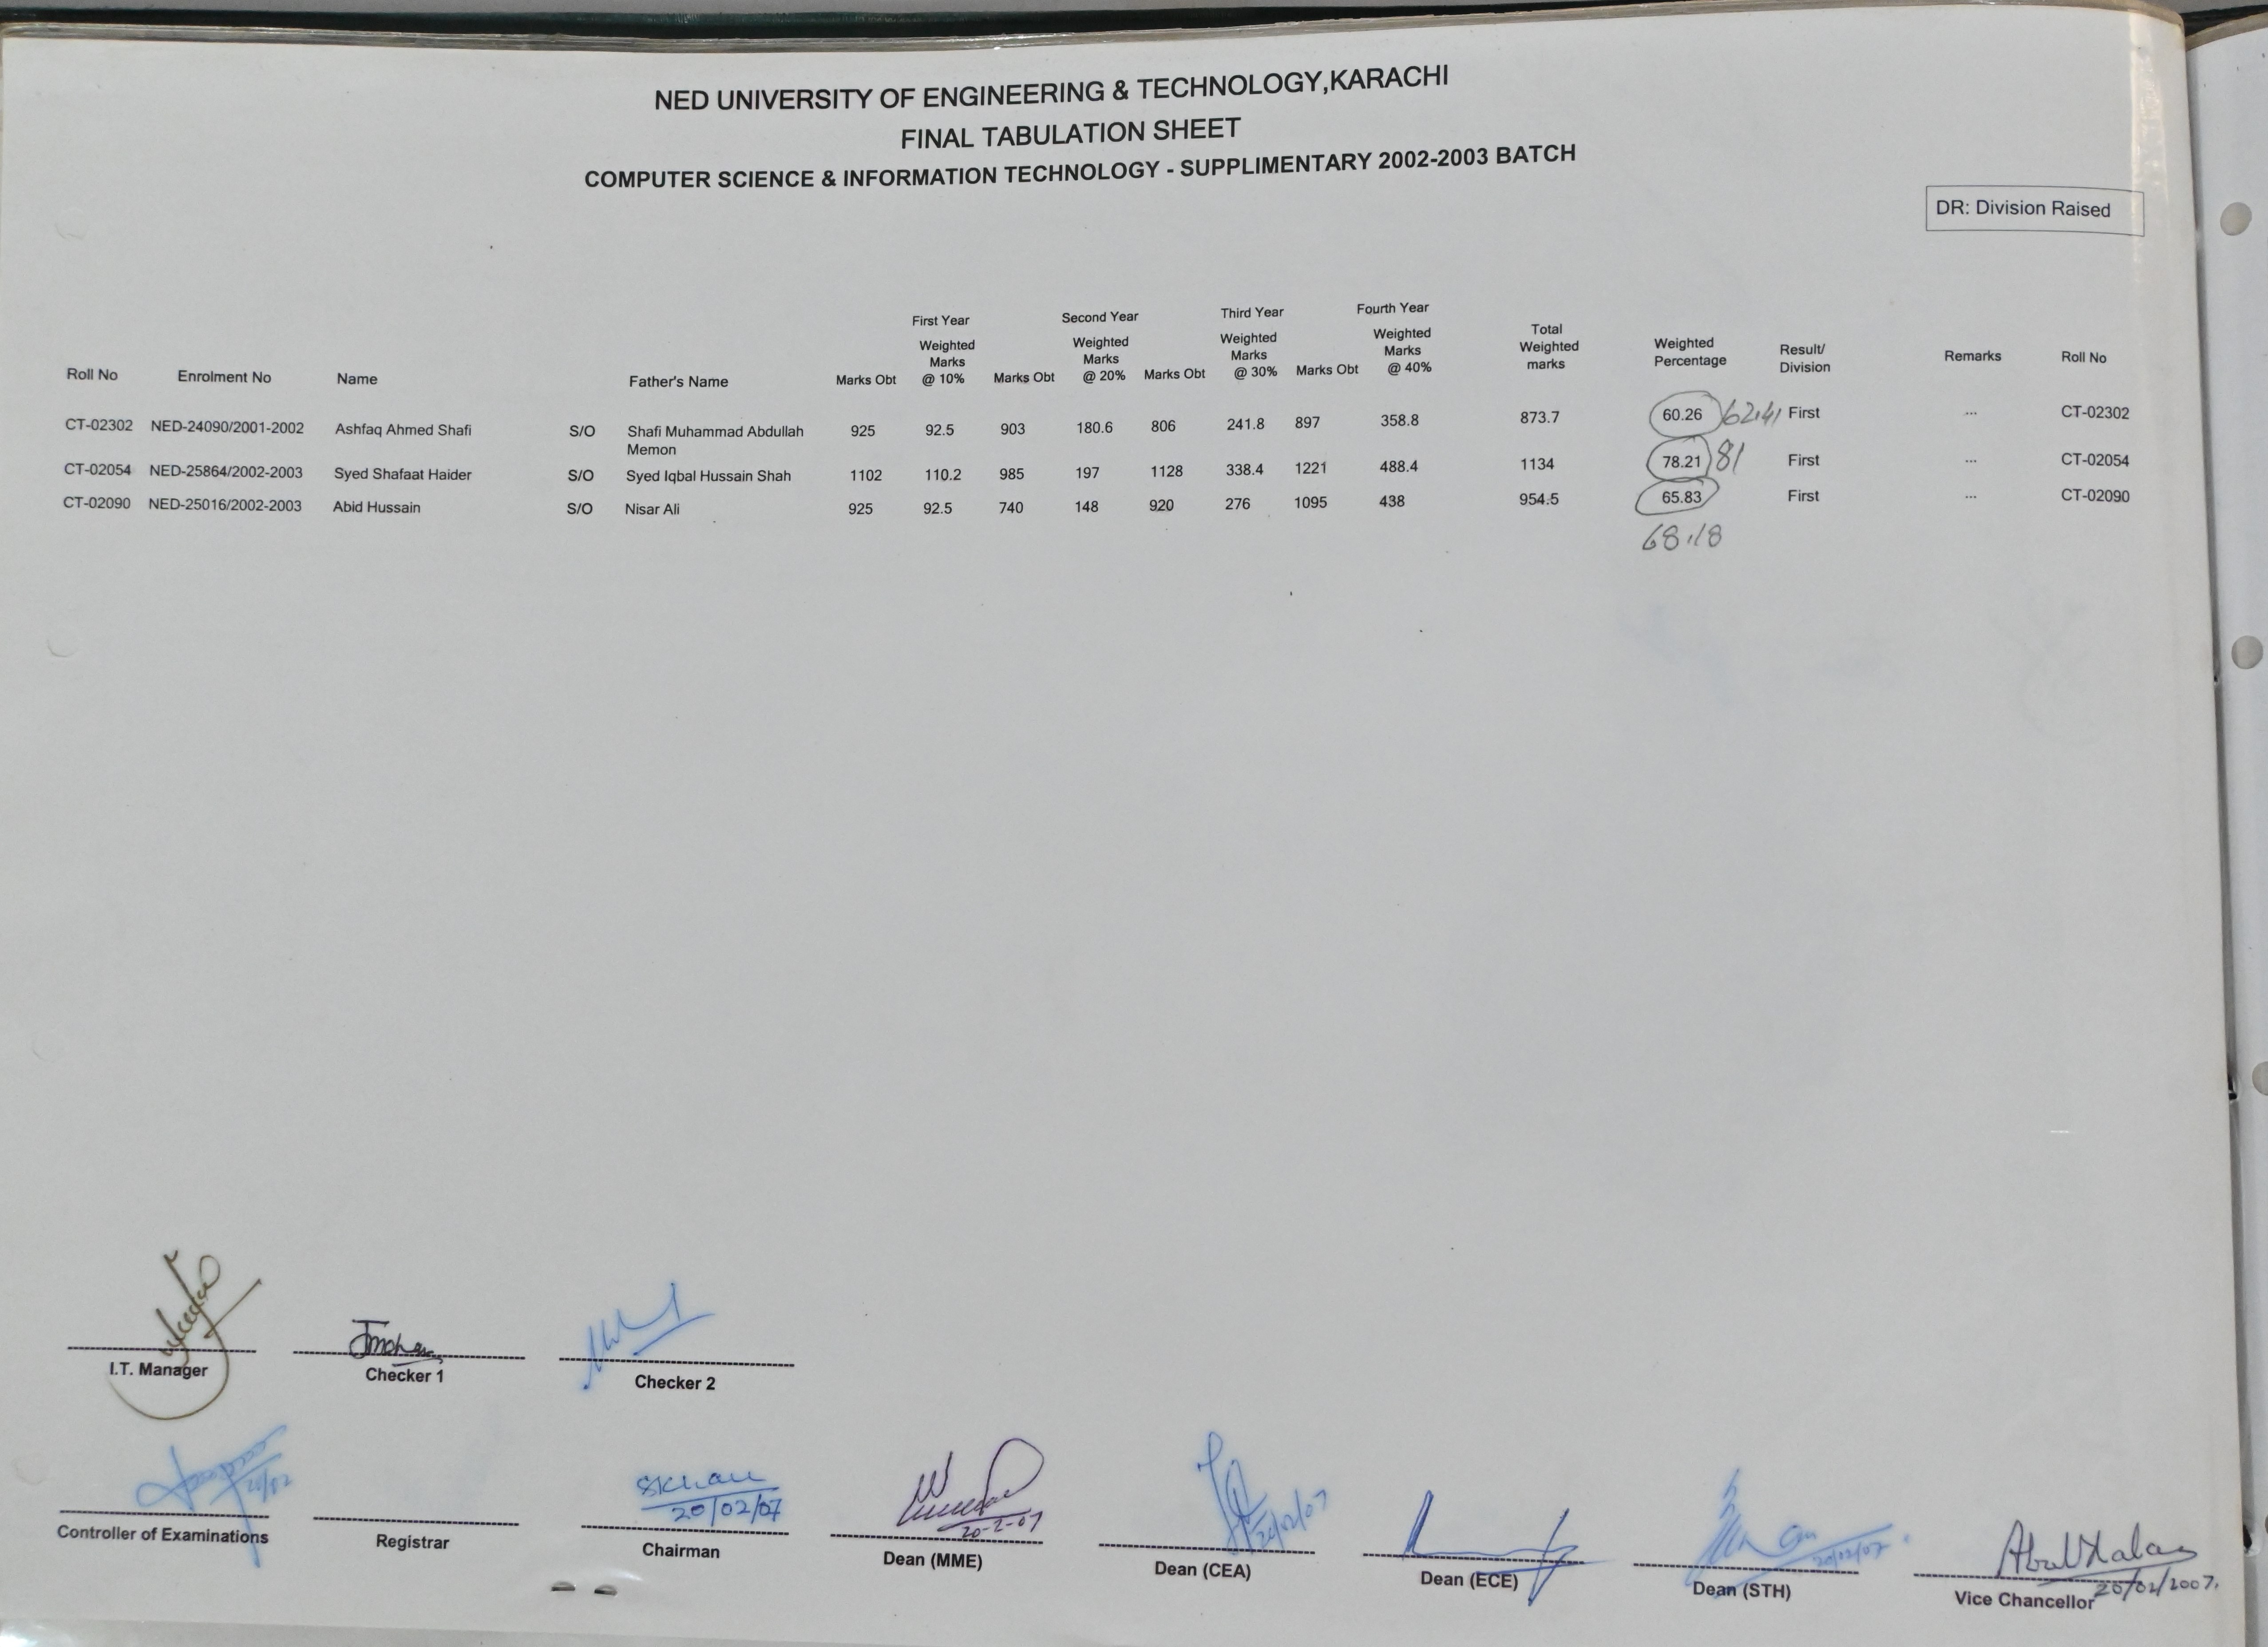 NED UNIVERSITY OF ENGINEERING & TECHNOLOGY,KARACHI
FINAL TABULATION SHEET
COMPUTER SCIENCE & INFORMATION TECHNOLOGY - SUPPLIMENTARY 2002-2003 BATCH
DR: Division Raised
First Year Second Year Third Year Fourth Year
Roll No Enrolment No Name Father's Name Marks Obt Weighted Marks @ 10% Marks Obt Weighted Marks @ 20% Marks Obt Weighted Marks @ 30% Marks Obt Weighted Marks @ 40% Total Weighted marks Weighted Percentage Result/ Division Remarks Roll No
CT-02302 NED-24090/2001-2002 Ashfaq Ahmed Shafi S/O Shafi Muhammad Abdullah 925 92.5 903 180.6 806 241.8 897 358.8 873.7 60.26 62.41 First ... CT-02302
Memon
CT-02054 NED-25864/2002-2003 Syed Shafaat Haider S/O Syed Iqbal Hussain Shah 1102 110.2 985 197 1128 338.4 1221 488.4 1134 78.21 81 First ... CT-02054
CT-02090 NED-25016/2002-2003 Abid Hussain S/O Nisar Ali 925 92.5 740 148 920 276 1095 438 954.5 65.83 First ... CT-02090
68.18
I.T. Manager Checker 1 Checker 2
20/02
SKhan
20/02/07 20-2-07 20/02/07 20/02/07 20/02/2007.
Controller of Examinations Registrar Chairman Dean (MME) Dean (CEA) Dean (ECE) Dean (STH) Vice Chancellor